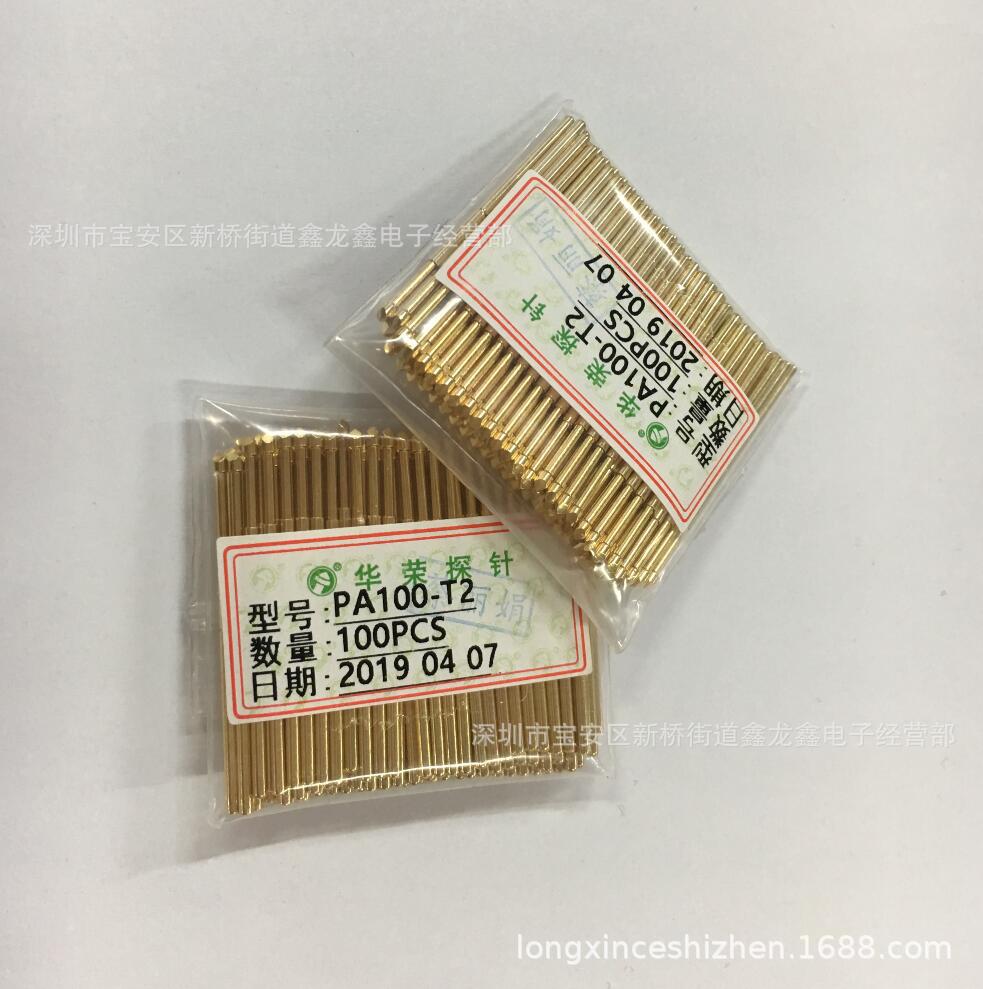 深圳市宝安区新桥街道鑫龙鑫电子经营部
华荣探针
型号:PA100-T2
数量:100PCS
日期:2019 04 07
®华荣探针
型号:PA100-T2
数量:100PCS
日期:2019 04 07
丽娟
深圳市宝安区新桥街道鑫龙鑫电子经营部
longxinceshizhen.1688.com